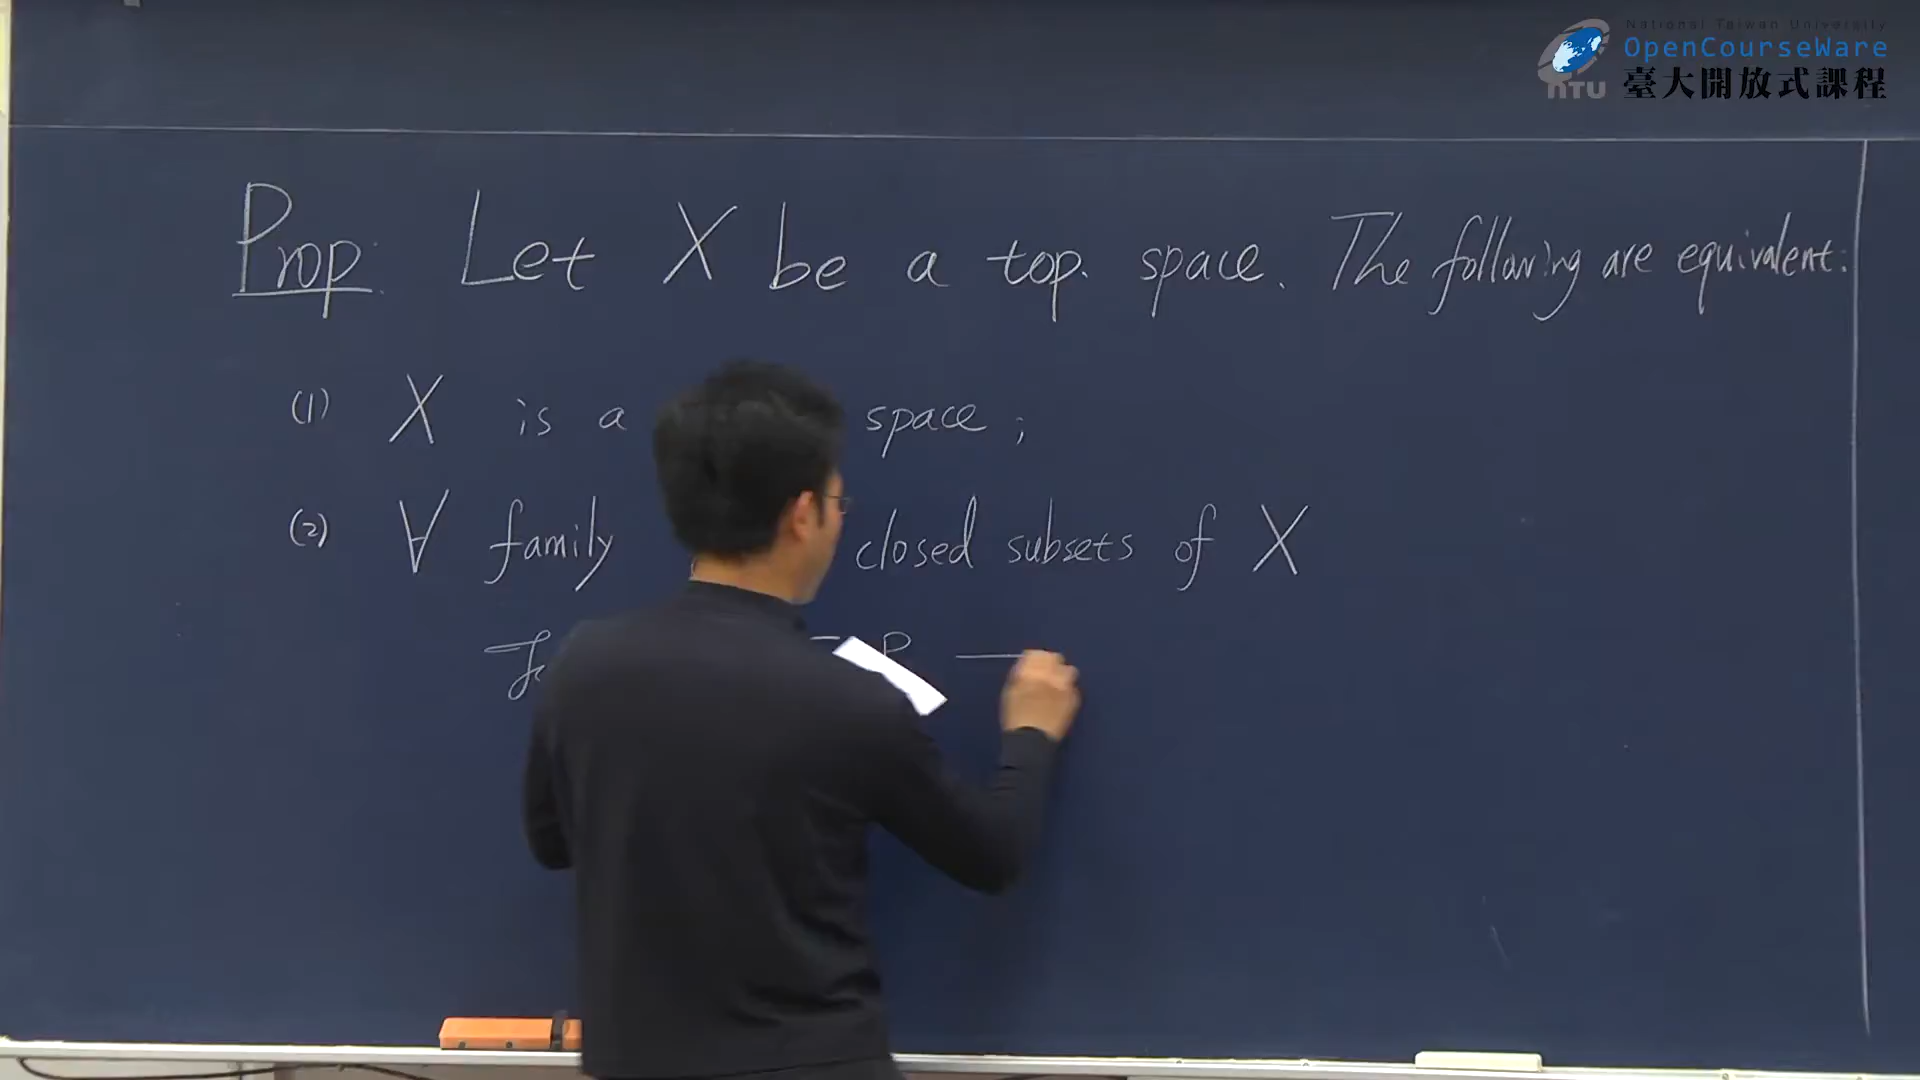 National Taiwan University
OpenCourseWare
NTU 臺大開放式課程
Prop. Let X be a top. space. The following are equivalent:
(1) X is a space ;
(2) ∀ family closed subsets of X